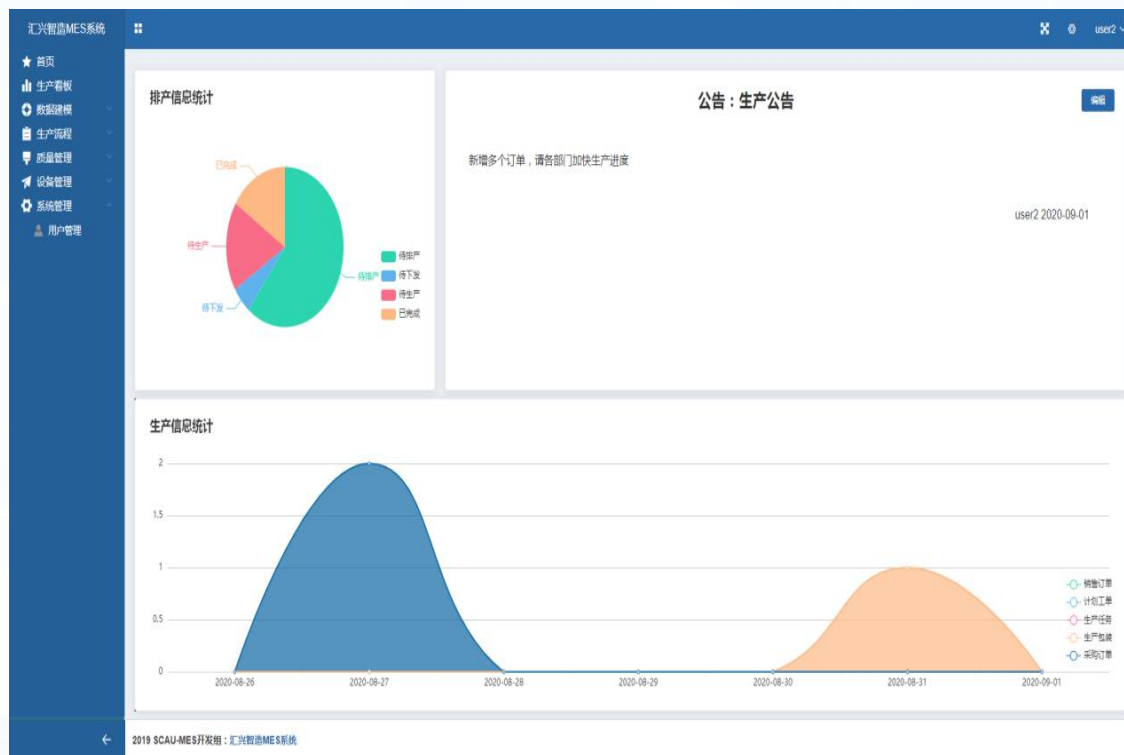 汇兴智造MES系统
user2
首页
生产看板
数据建模
生产流程
质量管理
设备管理
系统管理
用户管理
排产信息统计
已完成
待生产
待下发
待排产
待排产
待下发
待生产
已完成
公告：生产公告
编辑
新增多个订单，请各部门加快生产进度
user2 2020-09-01
生产信息统计
2
1.5
1
0.5
0
2020-08-26
2020-08-27
2020-08-28
2020-08-29
2020-08-30
2020-08-31
2020-09-01
销售订单
计划工单
生产任务
生产包装
采购订单
2019 SCAU-MES开发组：汇兴智造MES系统